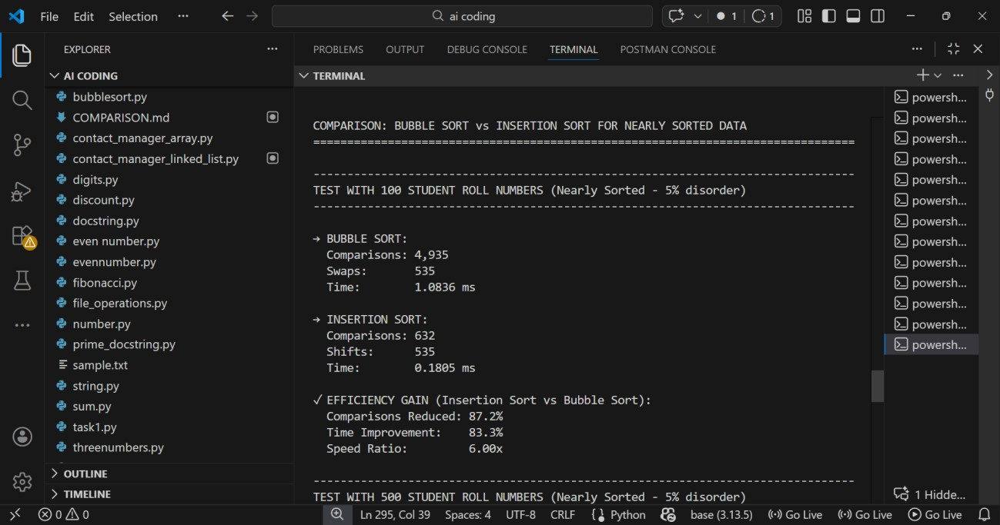 File Edit Selection ··· ai coding 1 1
EXPLORER ···
AI CODING
bubblesort.py
COMPARISON.md
contact_manager_array.py
contact_manager_linked_list.py
digits.py
discount.py
docstring.py
even number.py
evennumber.py
fibonacci.py
file_operations.py
number.py
prime_docstring.py
sample.txt
string.py
sum.py
task1.py
threenumbers.py
OUTLINE
TIMELINE
PROBLEMS OUTPUT DEBUG CONSOLE TERMINAL POSTMAN CONSOLE
TERMINAL
COMPARISON: BUBBLE SORT vs INSERTION SORT FOR NEARLY SORTED DATA
================================================================================
--------------------------------------------------------------------------------
TEST WITH 100 STUDENT ROLL NUMBERS (Nearly Sorted - 5% disorder)
--------------------------------------------------------------------------------
→ BUBBLE SORT:
Comparisons: 4,935
Swaps: 535
Time: 1.0836 ms
→ INSERTION SORT:
Comparisons: 632
Shifts: 535
Time: 0.1805 ms
✓ EFFICIENCY GAIN (Insertion Sort vs Bubble Sort):
Comparisons Reduced: 87.2%
Time Improvement: 83.3%
Speed Ratio: 6.00x
--------------------------------------------------------------------------------
TEST WITH 500 STUDENT ROLL NUMBERS (Nearly Sorted - 5% disorder)
powersh...
powersh...
powersh...
powersh...
powersh...
powersh...
powersh...
powersh...
powersh...
powersh...
powersh...
powersh...
powersh...
1 Hidde...
0 0 Ln 295, Col 39 Spaces: 4 UTF-8 CRLF { } Python base (3.13.5) Go Live Go Live Go Live